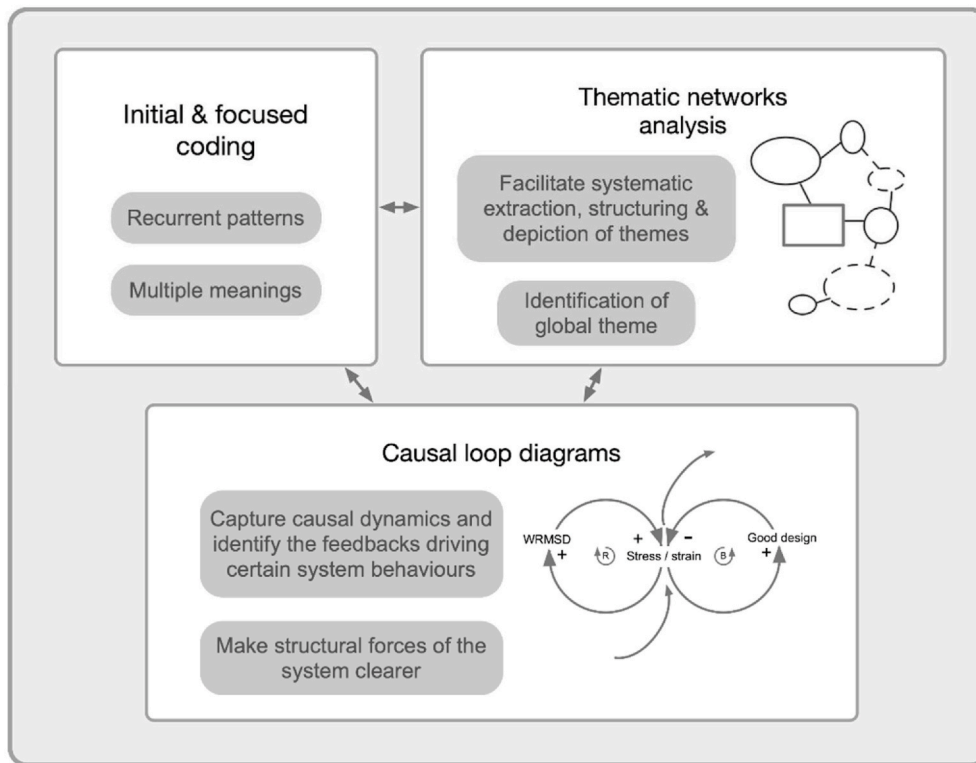 Initial & focused
coding
Recurrent patterns
Multiple meanings
Thematic networks
analysis
Facilitate systematic
extraction, structuring &
depiction of themes
Identification of
global theme
Causal loop diagrams
Capture causal dynamics and
identify the feedbacks driving
certain system behaviours
Make structural forces of the
system clearer
WRMSD
+
R
+
-
Stress / strain
B
Good design
+